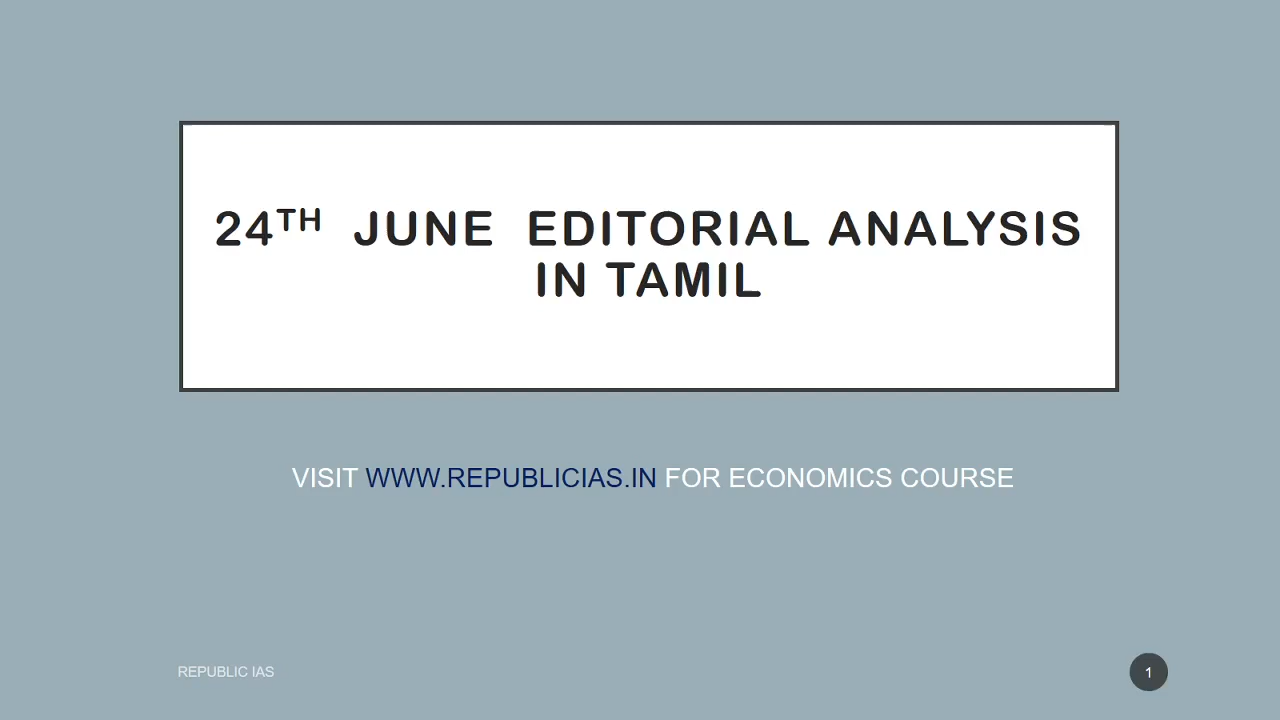 24TH JUNE EDITORIAL ANALYSIS
IN TAMIL
VISIT WWW.REPUBLICIAS.IN FOR ECONOMICS COURSE
REPUBLIC IAS
1